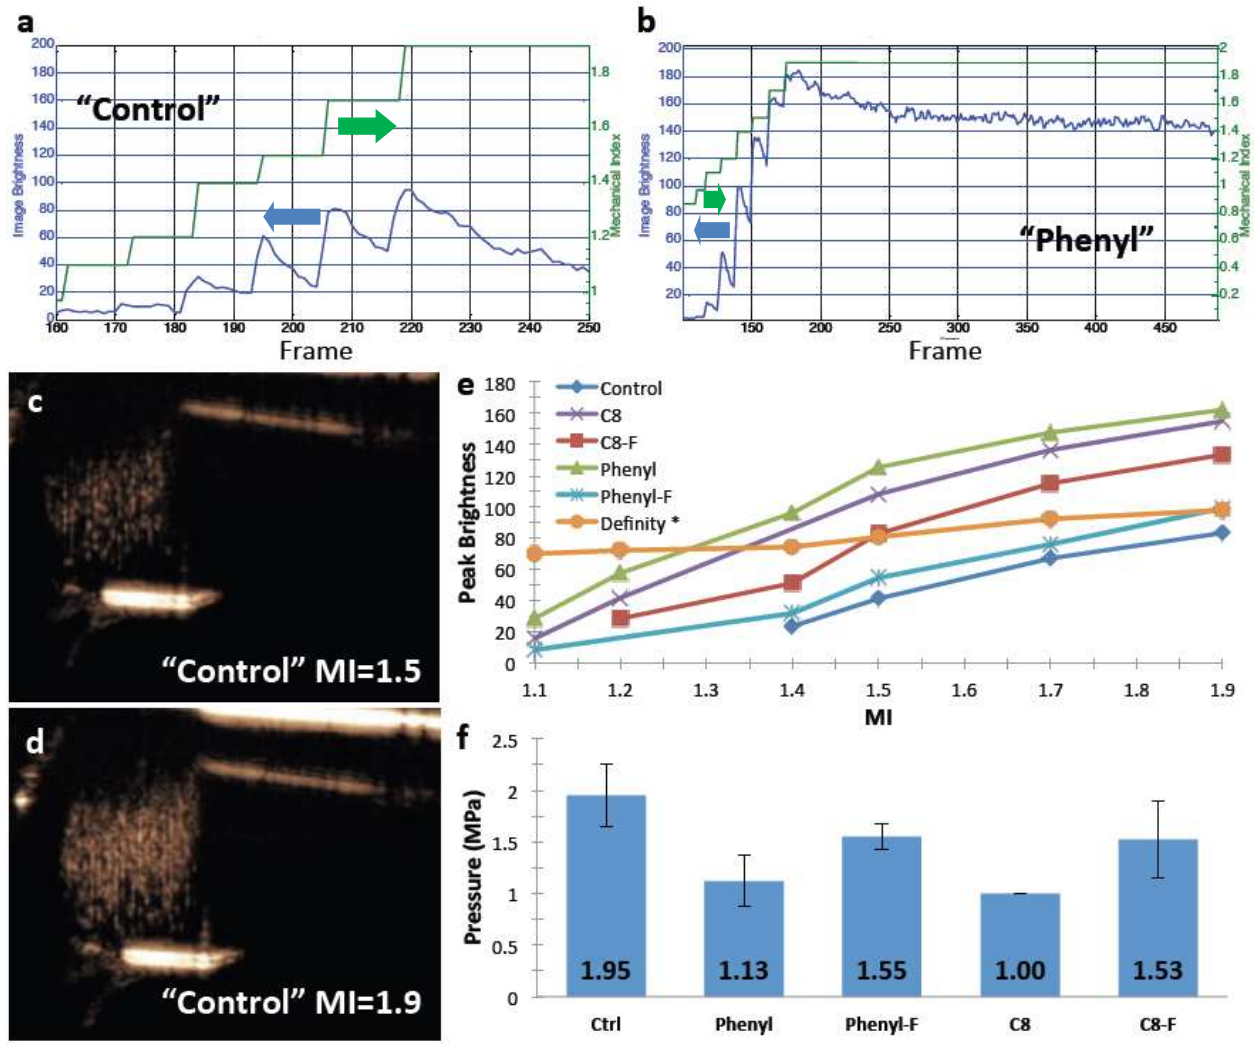 a
200
180
160
140
120
100
80
60
40
20
0
Image Brightness
“Control”
1.8
1.6
1.4
1.2
1
Mechanical Index
160 170 180 190 200 210 220 230 240 250
Frame
b
200
180
160
140
120
100
80
60
40
20
Image Brightness
“Phenyl”
2
1.8
1.6
1.4
1.2
1
0.8
0.6
0.4
0.2
Mechanical Index
150 200 250 300 350 400 450
Frame
c
“Control” MI=1.5
d
“Control” MI=1.9
e
180
160
140
120
100
80
60
40
20
0
Peak Brightness
Control
C8
C8-F
Phenyl
Phenyl-F
Definity *
1.1 1.2 1.3 1.4 1.5 1.6 1.7 1.8 1.9
MI
f
2.5
2
1.5
1
0.5
0
Pressure (MPa)
1.95 1.13 1.55 1.00 1.53
Ctrl Phenyl Phenyl-F C8 C8-F